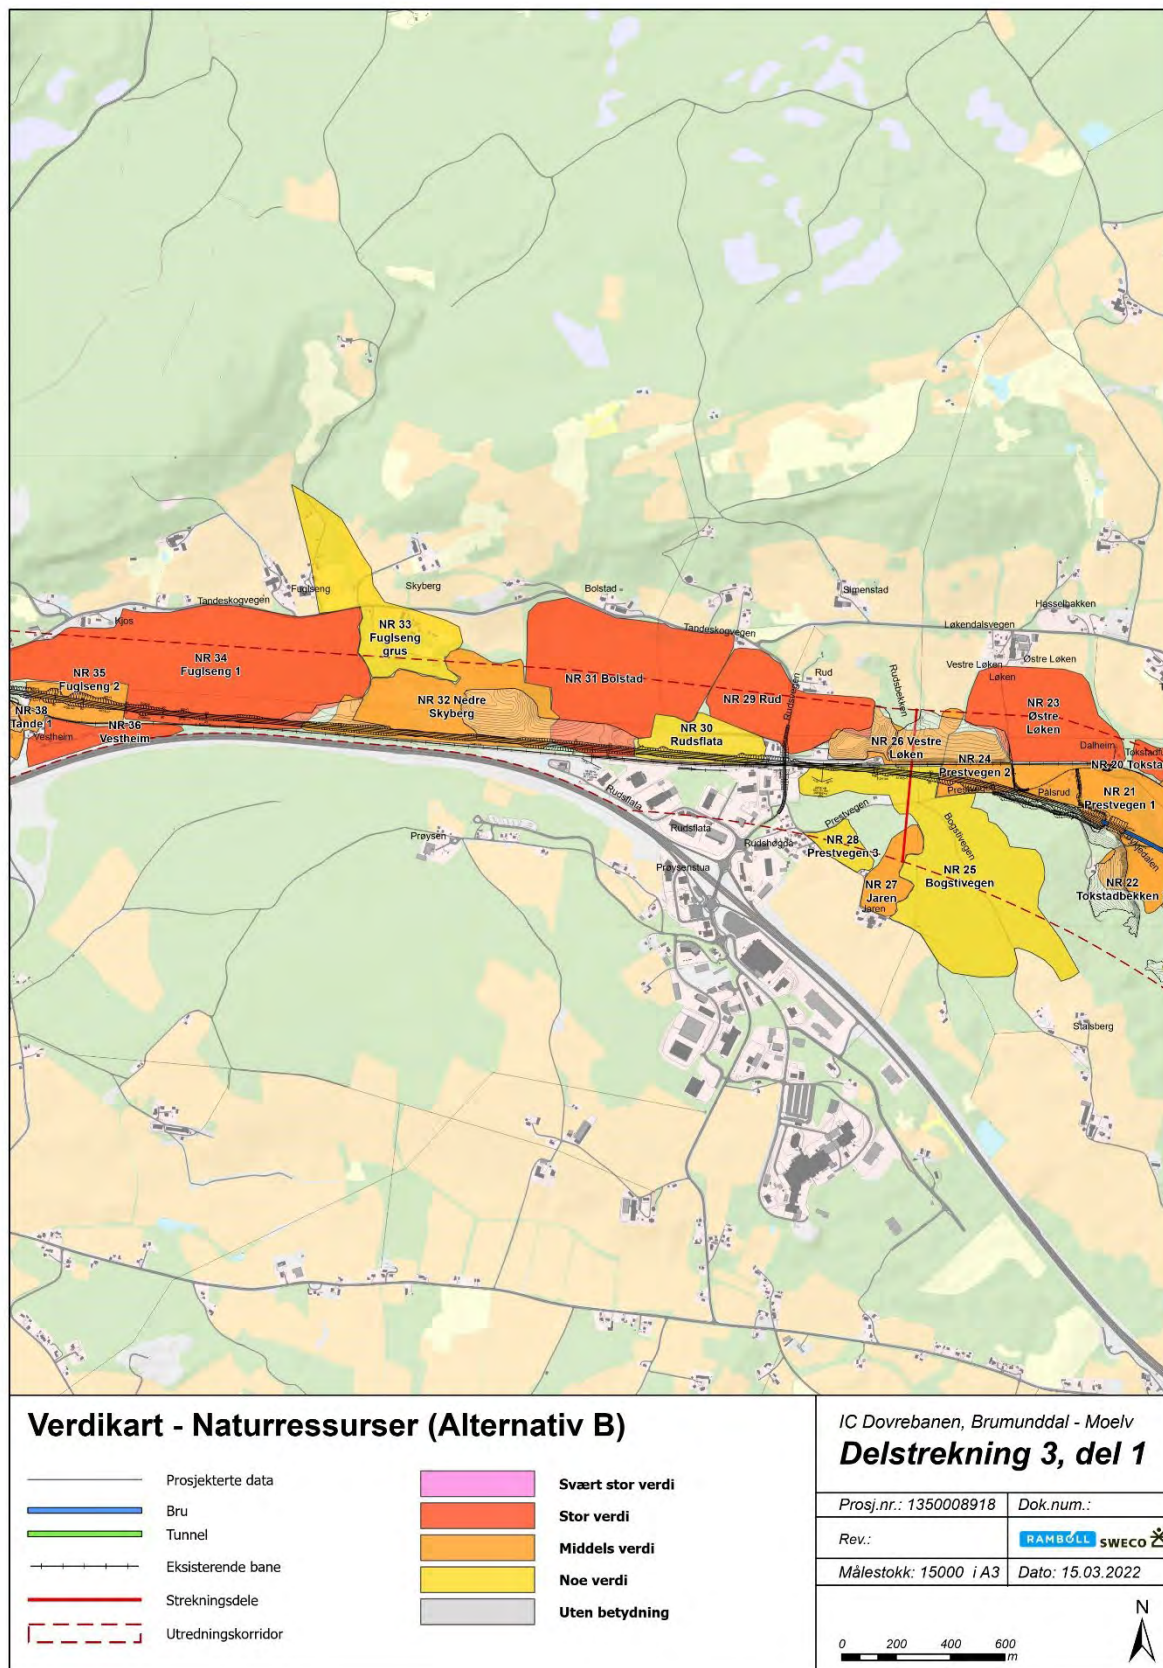 Fuglseng
Skyberg
Bolstad
Simenstad
Hasselbakken
Tandeskogvegen
Kjos
Løkendalsvegen
Tandeskogvegen
NR 33
Fuglseng
grus
Vestre Løken
Østre Løken
Løken
Rud
Rudsvegen
Rudsbekken
NR 34
Fuglseng 1
NR 35
Fuglseng 2
NR 31 Bolstad
NR 32 Nedre
Skyberg
NR 29 Rud
NR 23
Østre
Løken
NR 38
Tande 1
NR 36
Vestheim
Vestheim
NR 30
Rudsflata
NR 26 Vestre
Løken
Dalheim
NR 24
Prestvegen 2
NR 20 Toksta
Pålsrud
NR 21
Prestvegen 1
Rudsflata
Prestvegen
Bogstivegen
Prøysen
Rudsflata
Rudshøgda
NR 28
Prestvegen 3
Prøysenstua
NR 27
Jaren
Jaren
NR 25
Bogstivegen
NR 22
Tokstadbekken
Stalsberg
Verdikart - Naturressurser (Alternativ B)
Prosjekterte data
Bru
Tunnel
Eksisterende bane
Strekningsdele
Utredningskorridor
Svært stor verdi
Stor verdi
Middels verdi
Noe verdi
Uten betydning
IC Dovrebanen, Brumunddal - Moelv
Delstrekning 3, del 1
Prosj.nr.: 1350008918
Dok.num.:
Rev.:
RAMBOLL SWECO
Målestokk: 15000 i A3
Dato: 15.03.2022
N
0 200 400 600
m